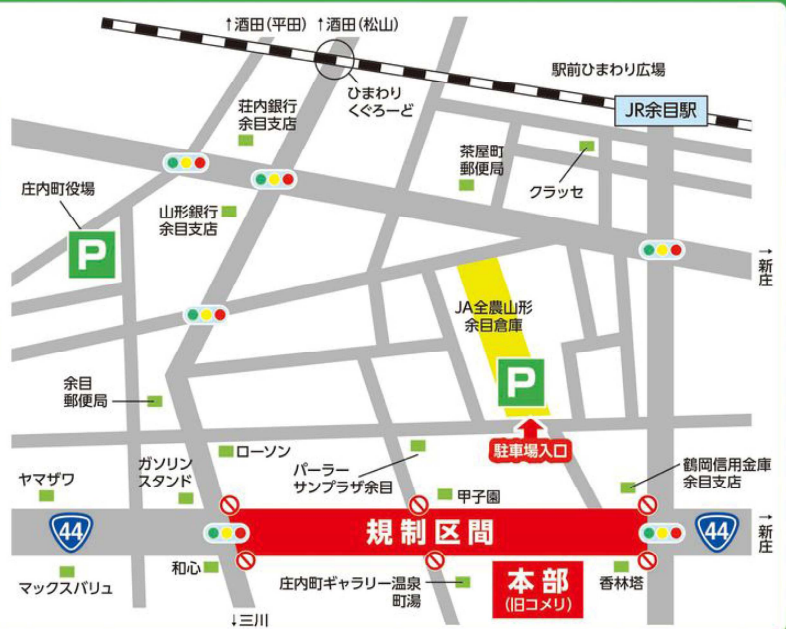 ↑酒田(平田) ↑酒田(松山)
駅前ひまわり広場
ひまわり
くぐろーど
JR余目駅
荘内銀行
余目支店
茶屋町
郵便局
クラッセ
庄内町役場
山形銀行
余目支店
P
→新庄
JA全農山形
余目倉庫
P
余目
郵便局
駐車場入口
ローソン
ガソリン
スタンド
パーラー
サンプラザ余目
鶴岡信用金庫
余目支店
ヤマザワ
甲子園
→新庄
44
規制区間
44
和心
マックスバリュ
庄内町ギャラリー温泉
町湯
本部
(旧コメリ)
香林塔
↓三川